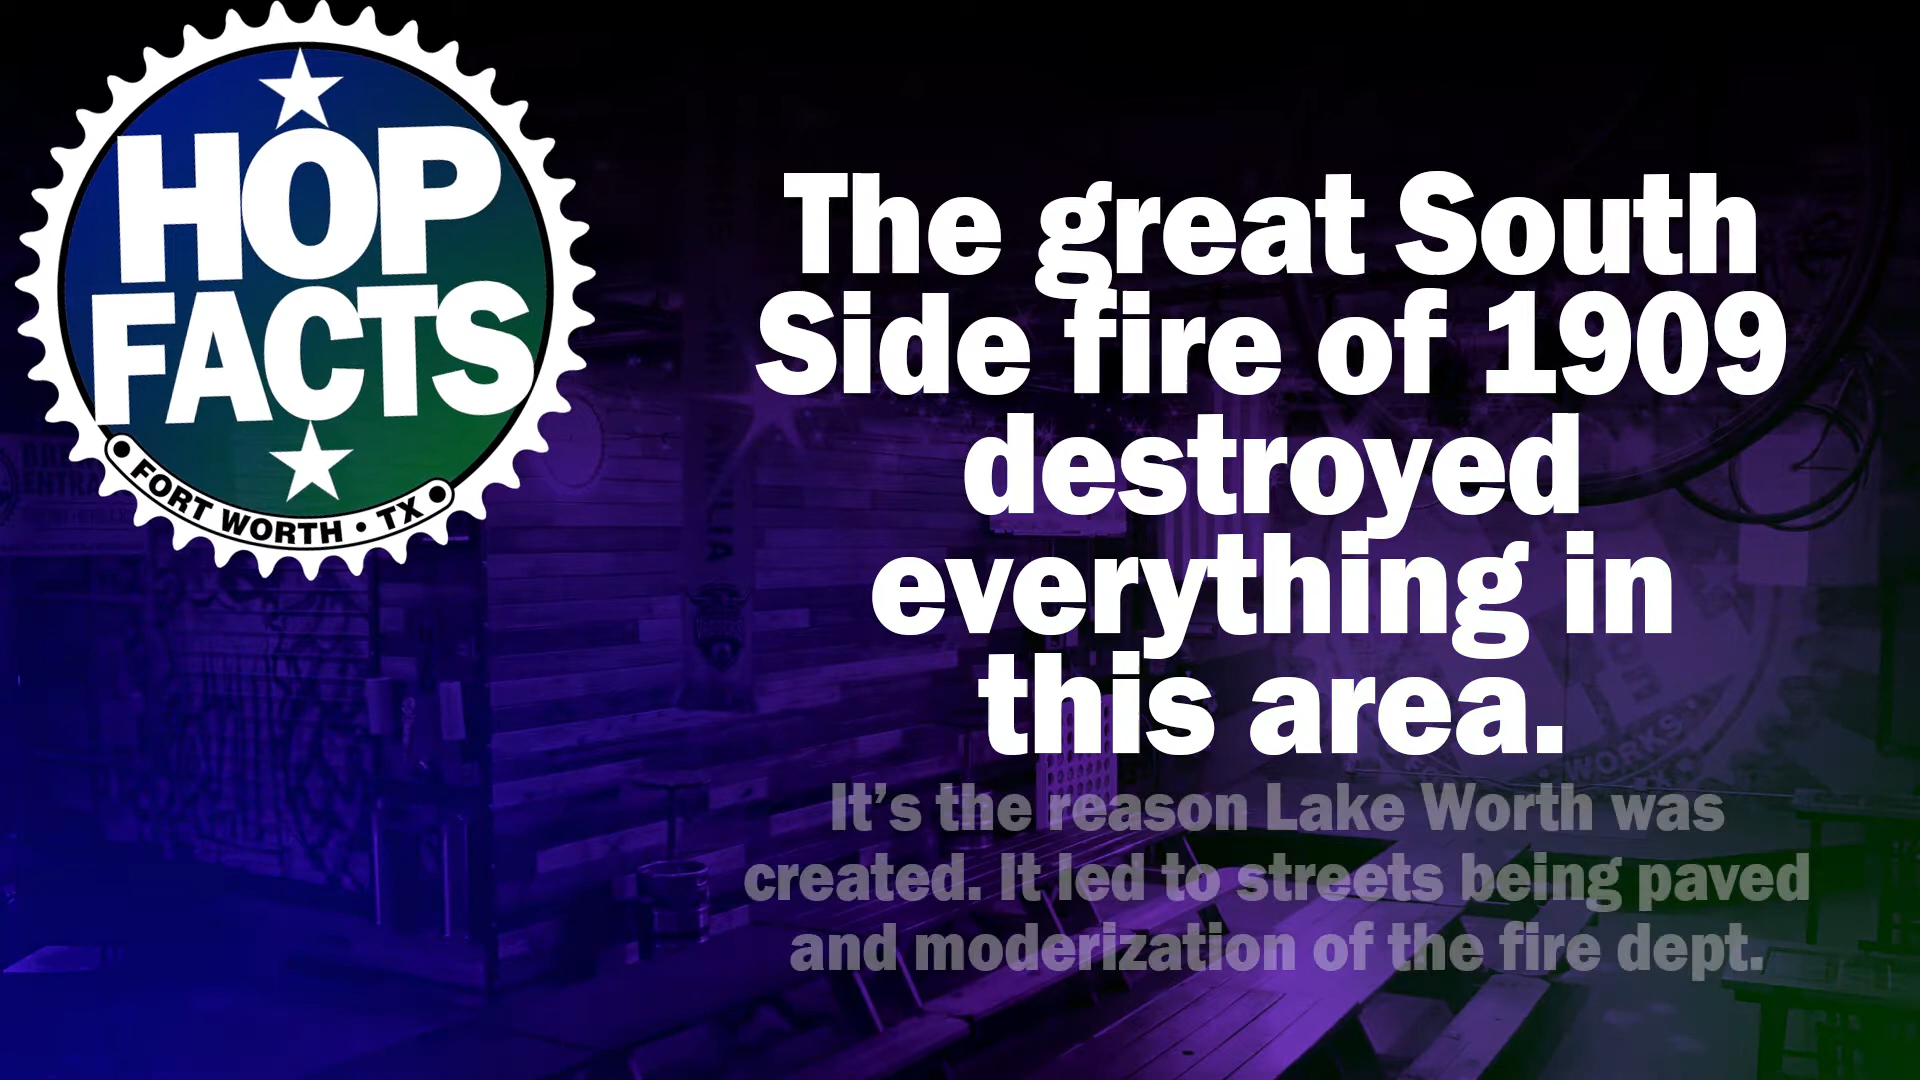 HOP
FACTS
FORT WORTH • TX
The great South
Side fire of 1909
destroyed
everything in
this area.
It’s the reason Lake Worth was
created. It led to streets being paved
and moderization of the fire dept.
WORKS